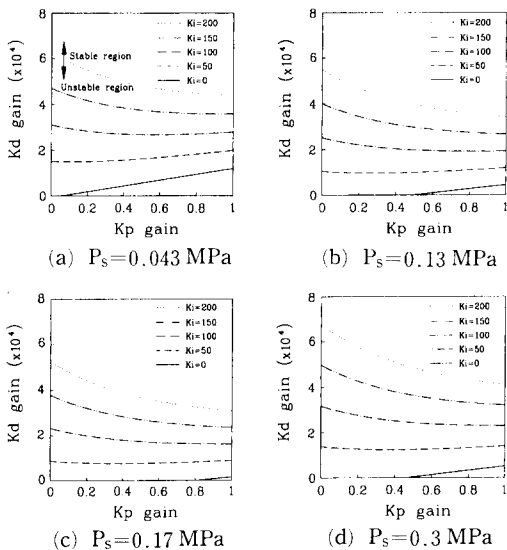 Kd gain (x10⁴)
8
6
4
2
0
Stable region
Unstable region
Ki=200
Ki=150
Ki=100
Ki=50
Ki=0
0 0.2 0.4 0.6 0.8 1
Kp gain
(a) Pₛ=0.043 MPa
Kd gain (x10⁴)
8
6
4
2
0
Ki=200
Ki=150
Ki=100
Ki=50
Ki=0
0 0.2 0.4 0.6 0.8 1
Kp gain
(b) Pₛ=0.13 MPa
Kd gain (x10⁴)
8
6
4
2
0
Ki=200
Ki=150
Ki=100
Ki=50
Ki=0
0 0.2 0.4 0.6 0.8 1
Kp gain
(c) Pₛ=0.17 MPa
Kd gain (x10⁴)
8
6
4
2
0
Ki=200
Ki=150
Ki=100
Ki=50
Ki=0
0 0.2 0.4 0.6 0.8 1
Kp gain
(d) Pₛ=0.3 MPa